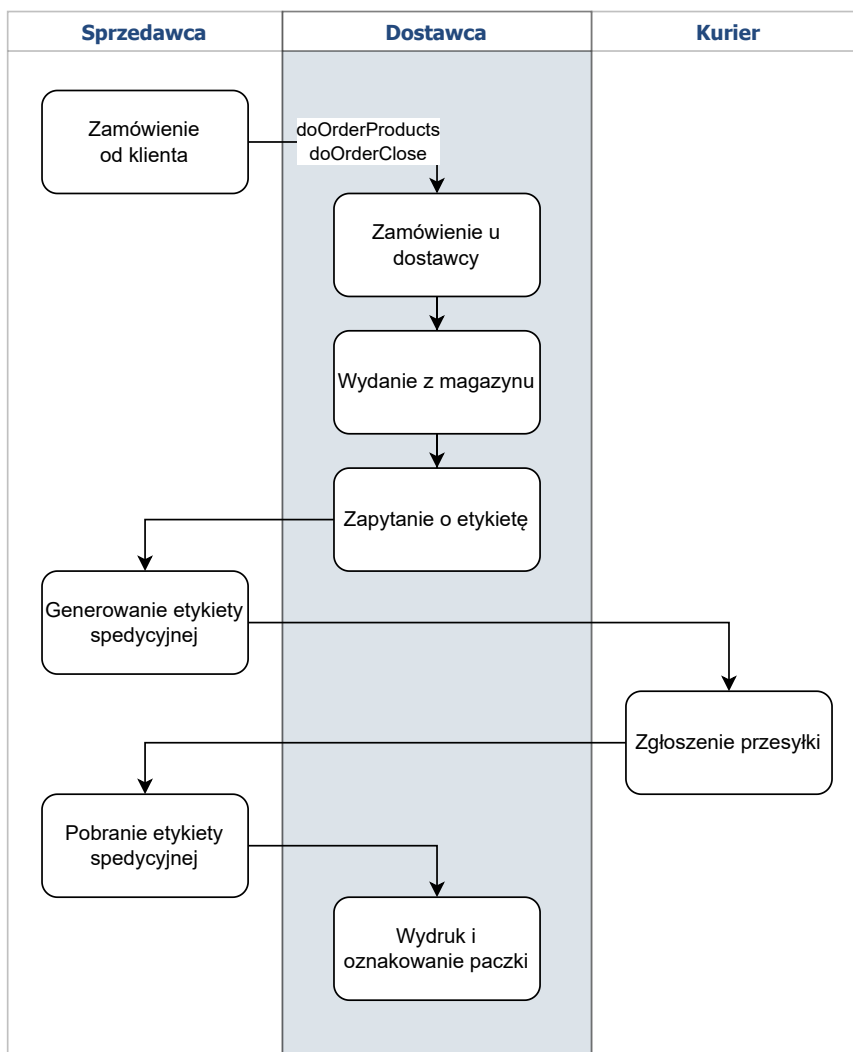 Sprzedawca
Dostawca
Kurier
Zamówienie
od klienta
doOrderProducts
doOrderClose
Zamówienie u
dostawcy
Wydanie z magazynu
Zapytanie o etykietę
Generowanie etykiety
spedycyjnej
Zgłoszenie przesyłki
Pobranie etykiety
spedycyjnej
Wydruk i
oznakowanie paczki